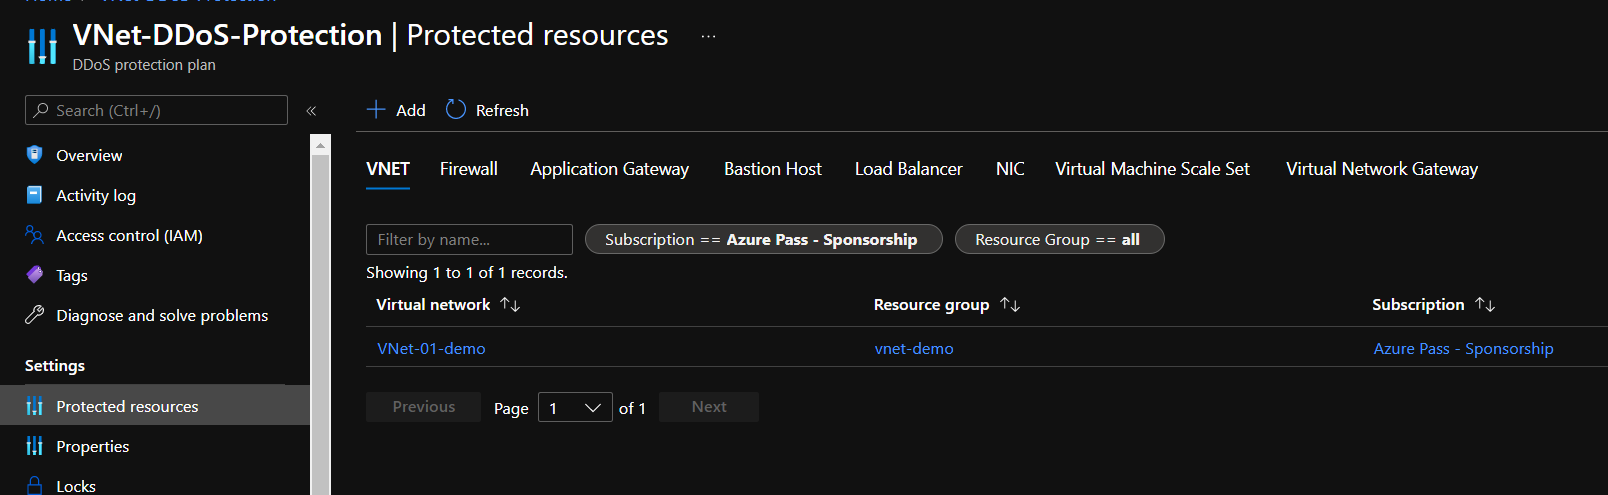 Home > VNet-DDoS-Protection
VNet-DDoS-Protection | Protected resources ...
DDoS protection plan
Search (Ctrl+/) «
Overview
Activity log
Access control (IAM)
Tags
Diagnose and solve problems
Settings
Protected resources
Properties
Locks
Add Refresh
VNET Firewall Application Gateway Bastion Host Load Balancer NIC Virtual Machine Scale Set Virtual Network Gateway
Filter by name... Subscription == Azure Pass - Sponsorship Resource Group == all
Showing 1 to 1 of 1 records.
Virtual network ↑↓ Resource group ↑↓ Subscription ↑↓
VNet-01-demo vnet-demo Azure Pass - Sponsorship
Previous Page 1 of 1 Next